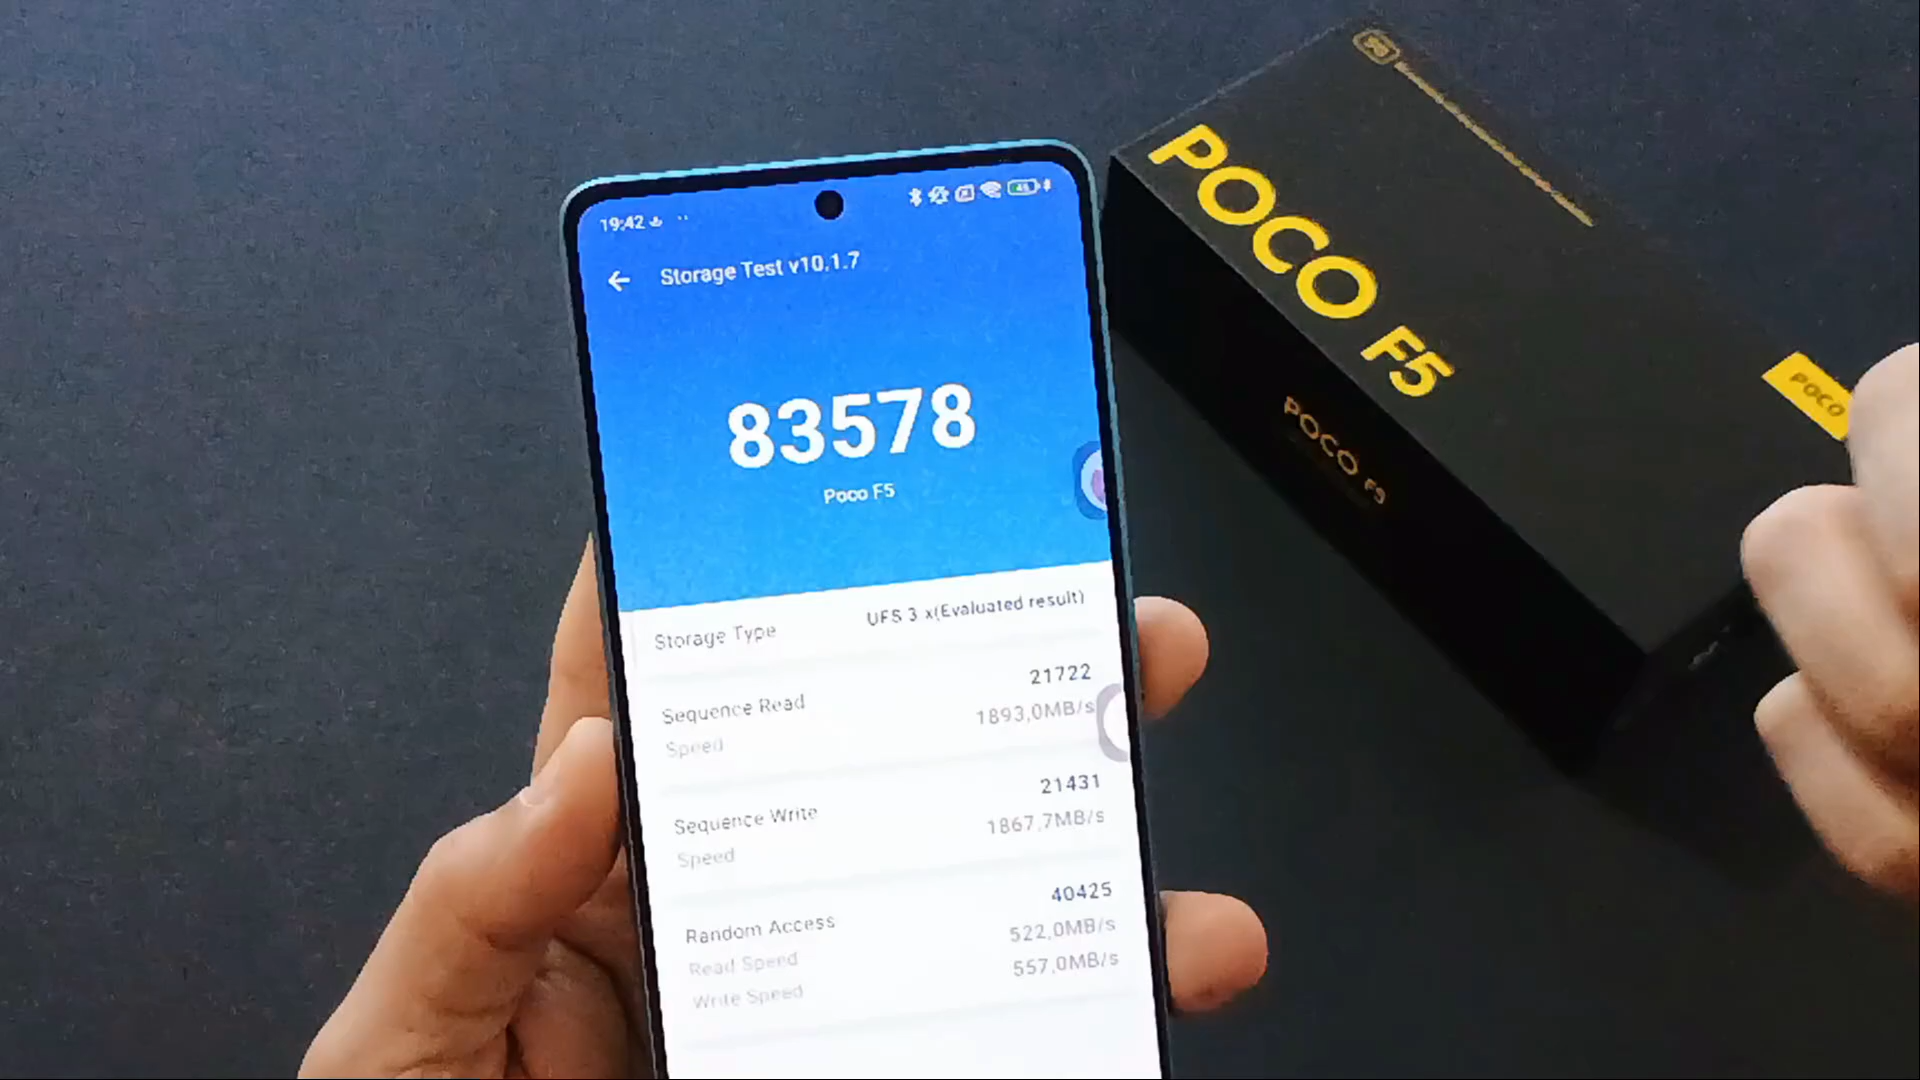 19:42
Storage Test v10.1.7
83578
Poco F5
Storage Type UFS 3 x(Evaluated result)
Sequence Read 21722
Speed 1893,0MB/s
Sequence Write 21431
Speed 1867,7MB/s
Random Access 40425
Read Speed 522,0MB/s
Write Speed 557,0MB/s
POCO F5
POCO
POCO F5